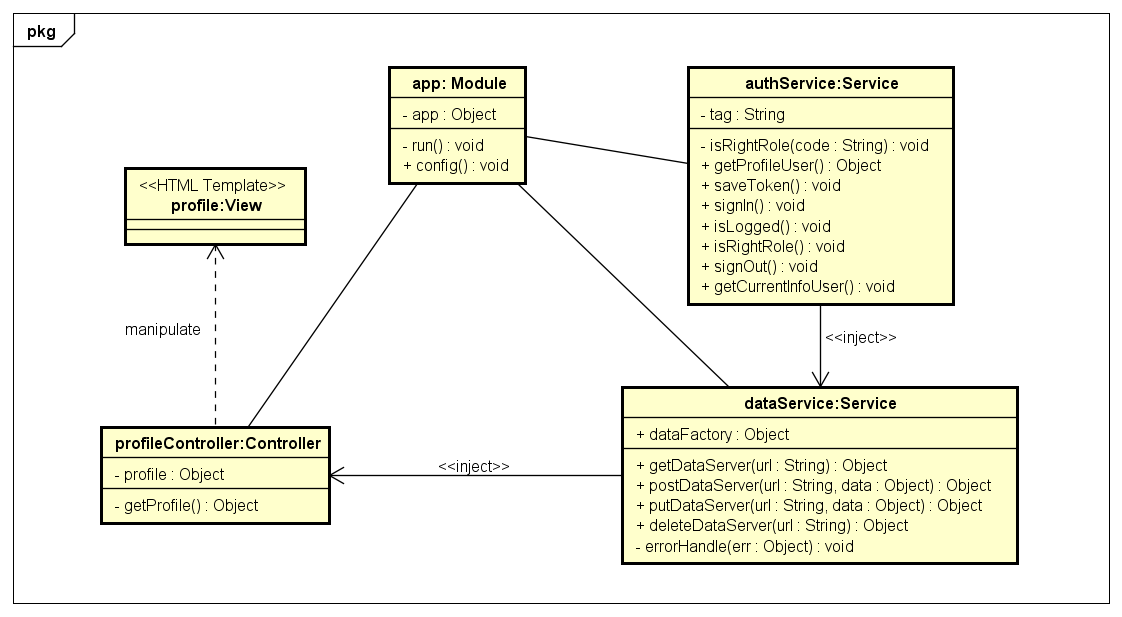 pkg
app: Module
- app : Object
- run() : void
+ config() : void
authService:Service
- tag : String
- isRightRole(code : String) : void
+ getProfileUser() : Object
+ saveToken() : void
+ signIn() : void
+ isLogged() : void
+ isRightRole() : void
+ signOut() : void
+ getCurrentInfoUser() : void
<<HTML Template>>
profile:View
manipulate
<<inject>>
dataService:Service
+ dataFactory : Object
+ getDataServer(url : String) : Object
+ postDataServer(url : String, data : Object) : Object
+ putDataServer(url : String, data : Object) : Object
+ deleteDataServer(url : String) : Object
- errorHandle(err : Object) : void
<<inject>>
profileController:Controller
- profile : Object
- getProfile() : Object